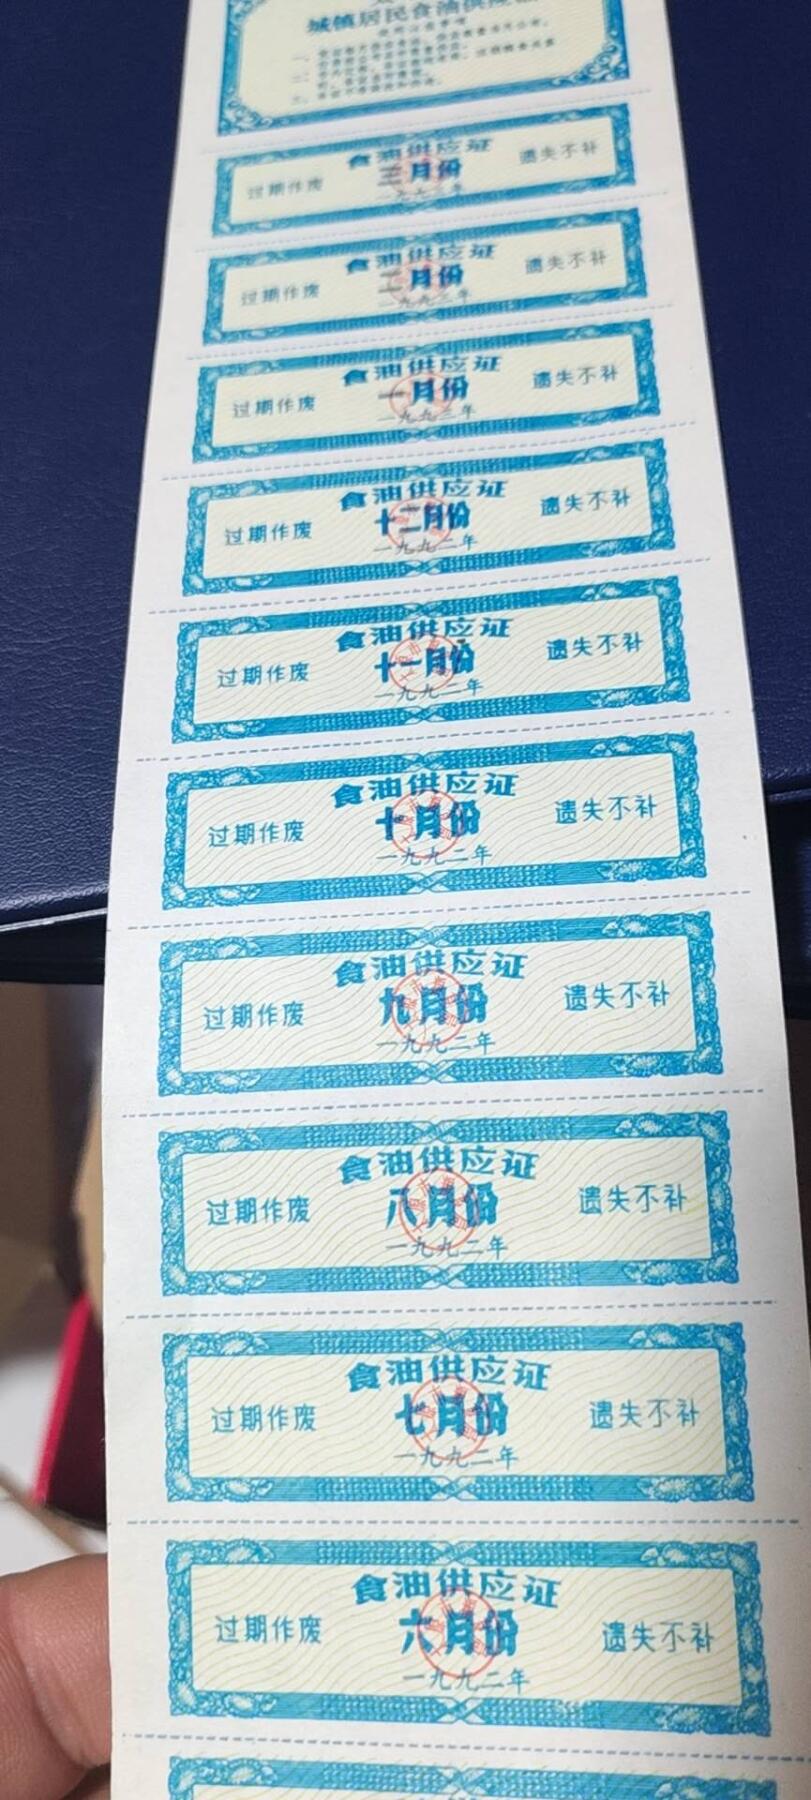 城镇居民食油供应证
食油供应证
过期作废
三月份
遗失不补
一九九三年
食油供应证
过期作废
二月份
遗失不补
一九九三年
食油供应证
过期作废
一月份
遗失不补
一九九三年
食油供应证
过期作废
十二月份
遗失不补
一九九二年
食油供应证
过期作废
十一月份
遗失不补
一九九二年
食油供应证
过期作废
十月份
遗失不补
一九九二年
食油供应证
过期作废
九月份
遗失不补
一九九二年
食油供应证
过期作废
八月份
遗失不补
一九九二年
食油供应证
过期作废
七月份
遗失不补
一九九二年
食油供应证
过期作废
六月份
遗失不补
一九九二年